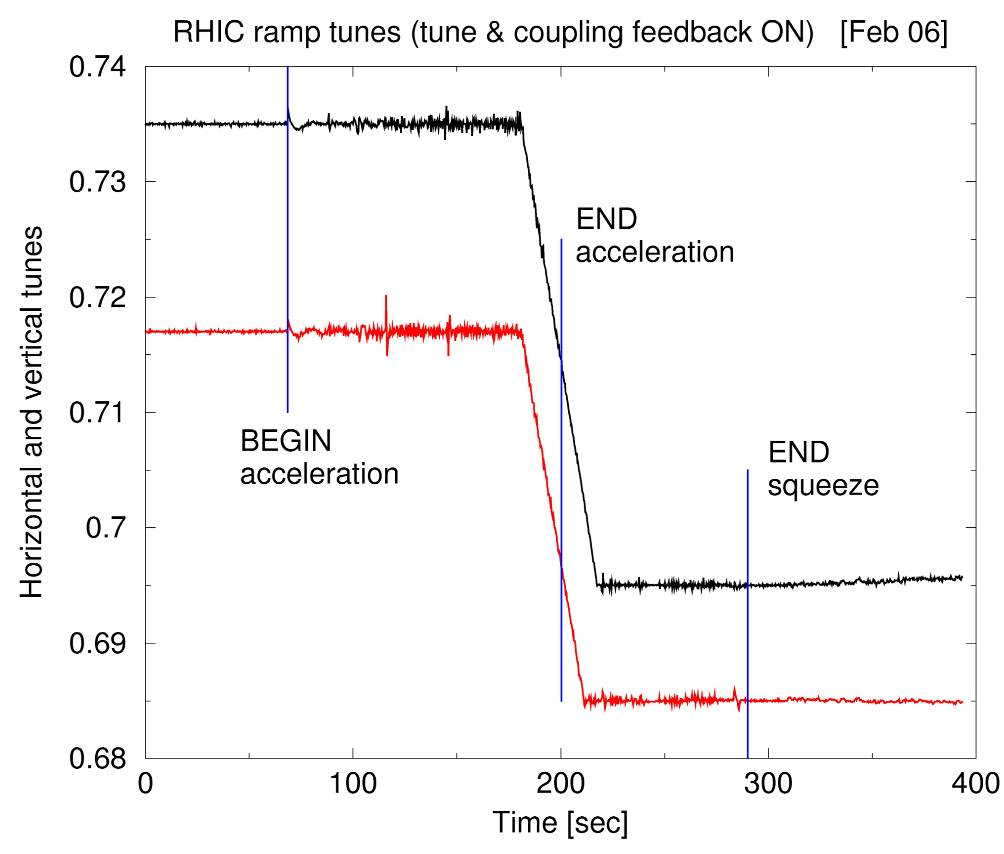 RHIC ramp tunes (tune & coupling feedback ON) [Feb 06]
0.74
0.73
0.72
0.71
0.7
0.69
0.68
Horizontal and vertical tunes
END
acceleration
BEGIN
acceleration
END
squeeze
0
100
200
300
400
Time [sec]